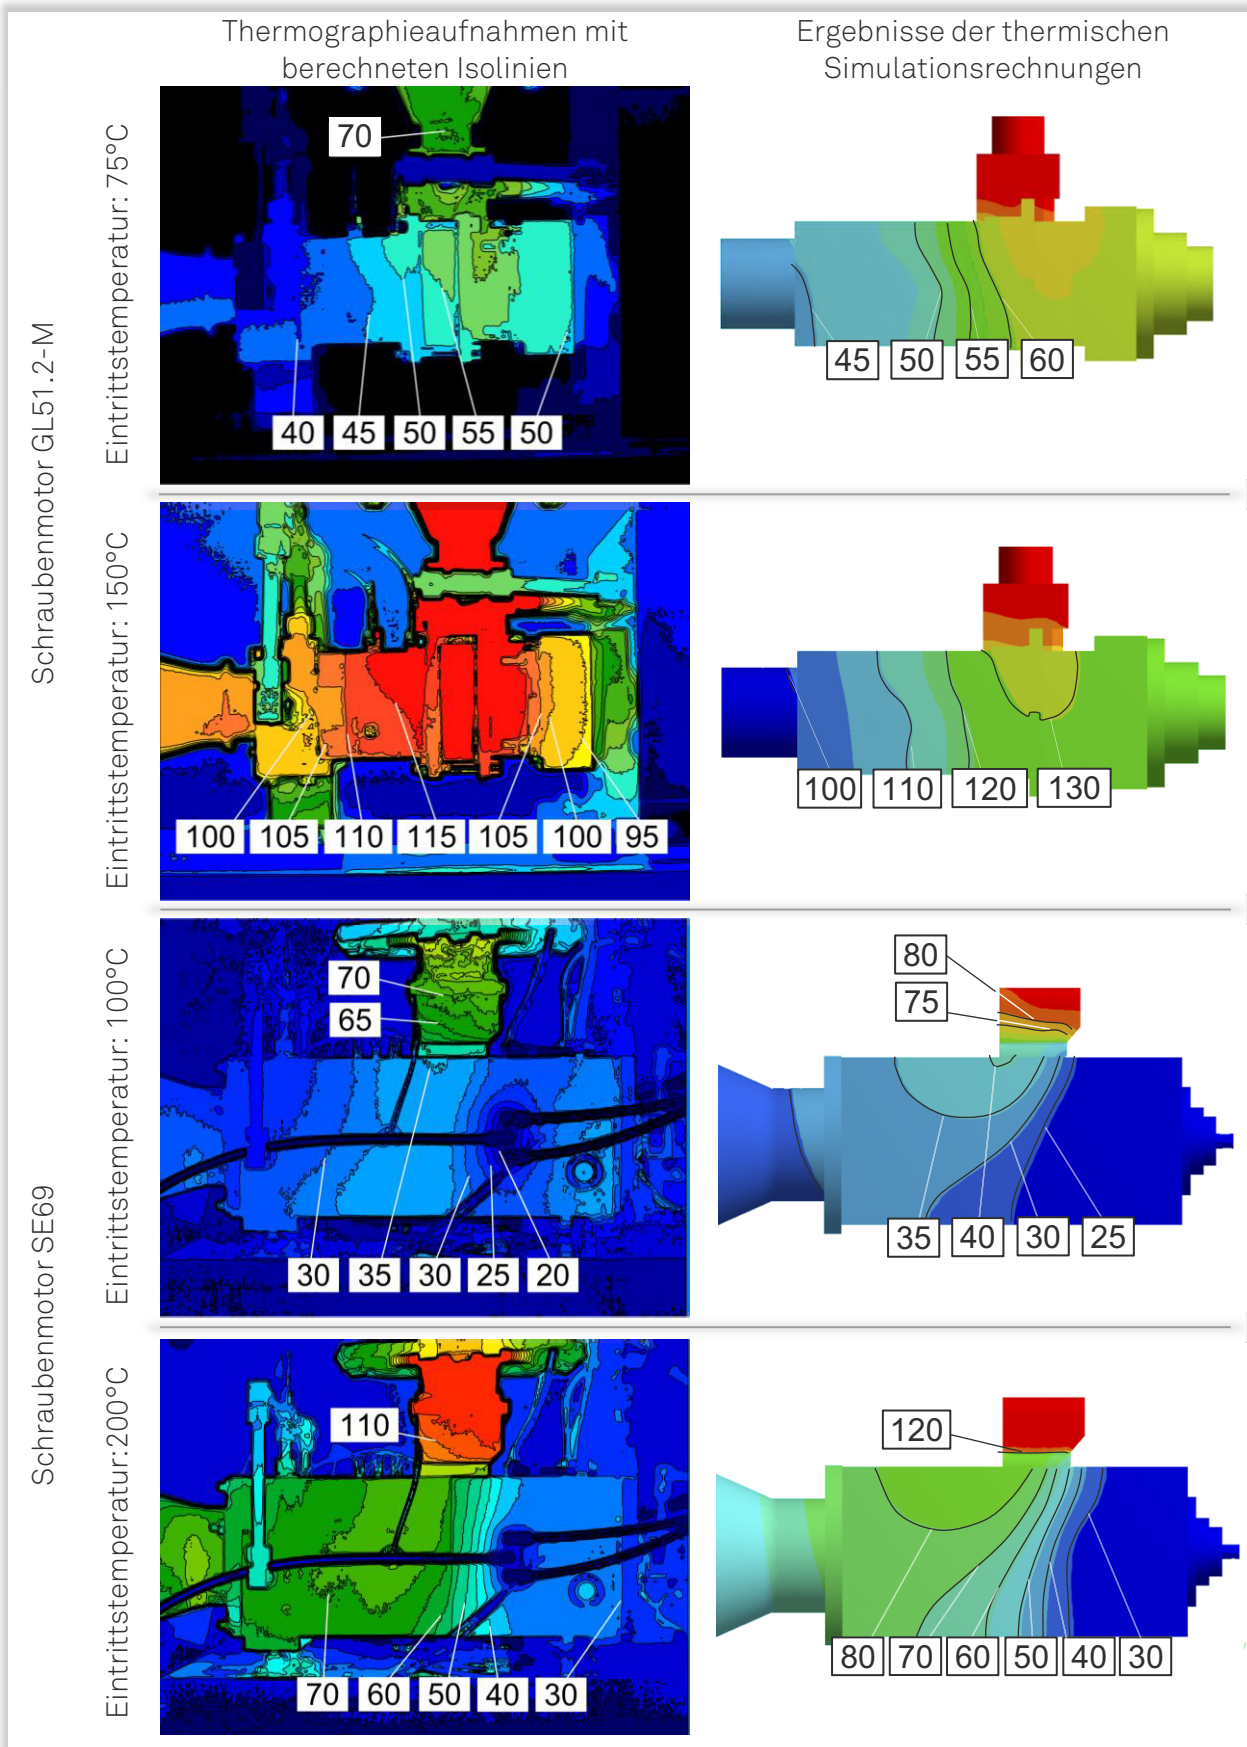 Thermographieaufnahmen mit
berechneten Isolinien
Ergebnisse der thermischen
Simulationsrechnungen
Schraubenmotor GL51.2-M
Eintrittstemperatur: 75°C
70
40 45 50 55 50
45 50 55 60
Eintrittstemperatur: 150°C
100 105 110 115 105 100 95
100 110 120 130
Schraubenmotor SE69
Eintrittstemperatur: 100°C
70
65
30 35 30 25 20
80
75
35 40 30 25
Eintrittstemperatur:200°C
110
70 60 50 40 30
120
80 70 60 50 40 30